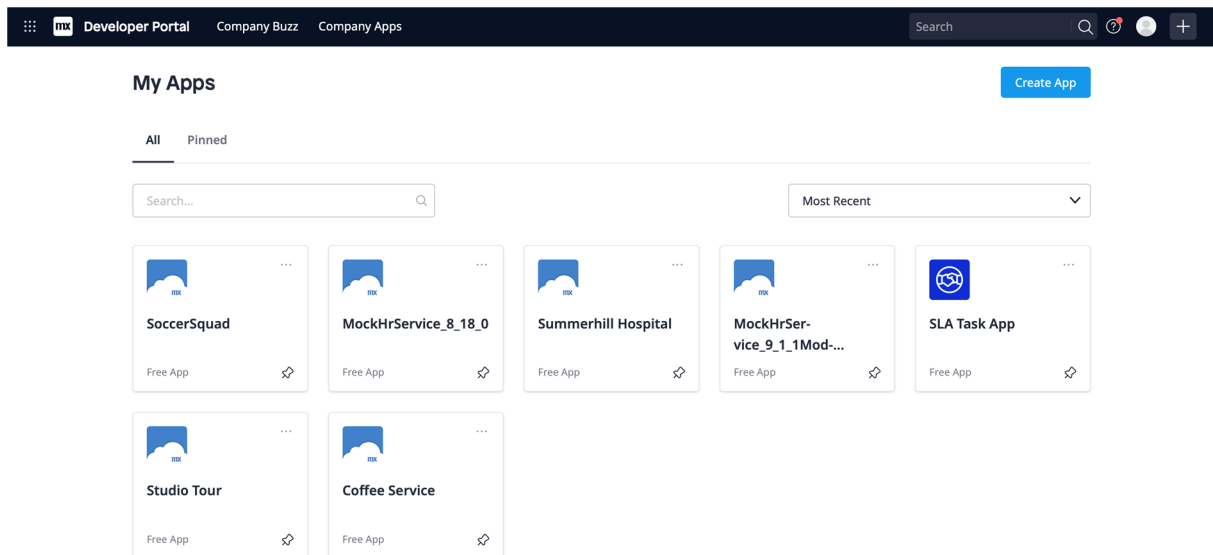 mx Developer Portal Company Buzz Company Apps Search
My Apps Create App
All Pinned
Search... Most Recent
mx mx mx mx
SoccerSquad MockHrService_8_18_0 Summerhill Hospital MockHrSer- SLA Task App
vice_9_1_1Mod-...
Free App Free App Free App Free App Free App
mx mx
Studio Tour Coffee Service
Free App Free App